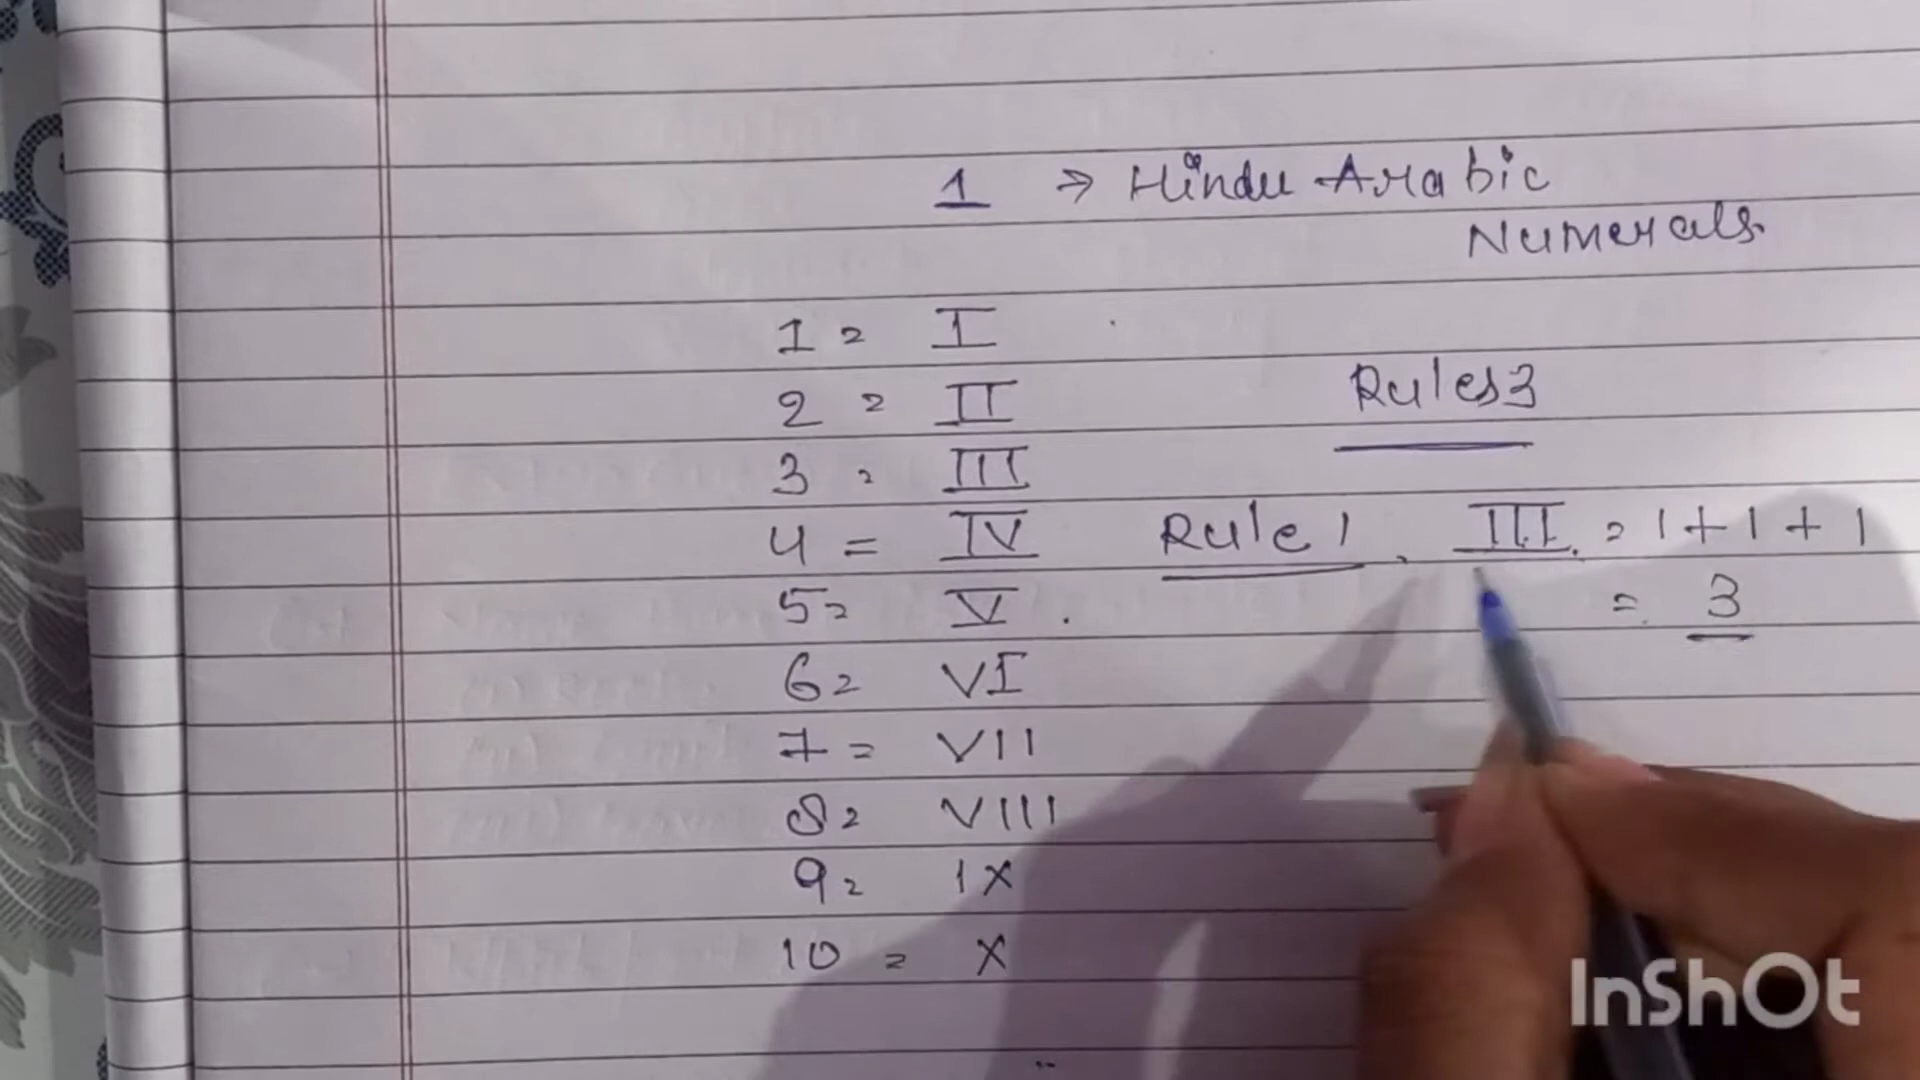 1 → Hindu Arabic
Numerals.
1 = I
2 = II
Rules 3
3 = III
4 = IV
Rule 1. III = 1 + 1 + 1
5 = V.
= 3
6 = VI
7 = VII
8 = VIII
9 = IX
10 = X
InShOt